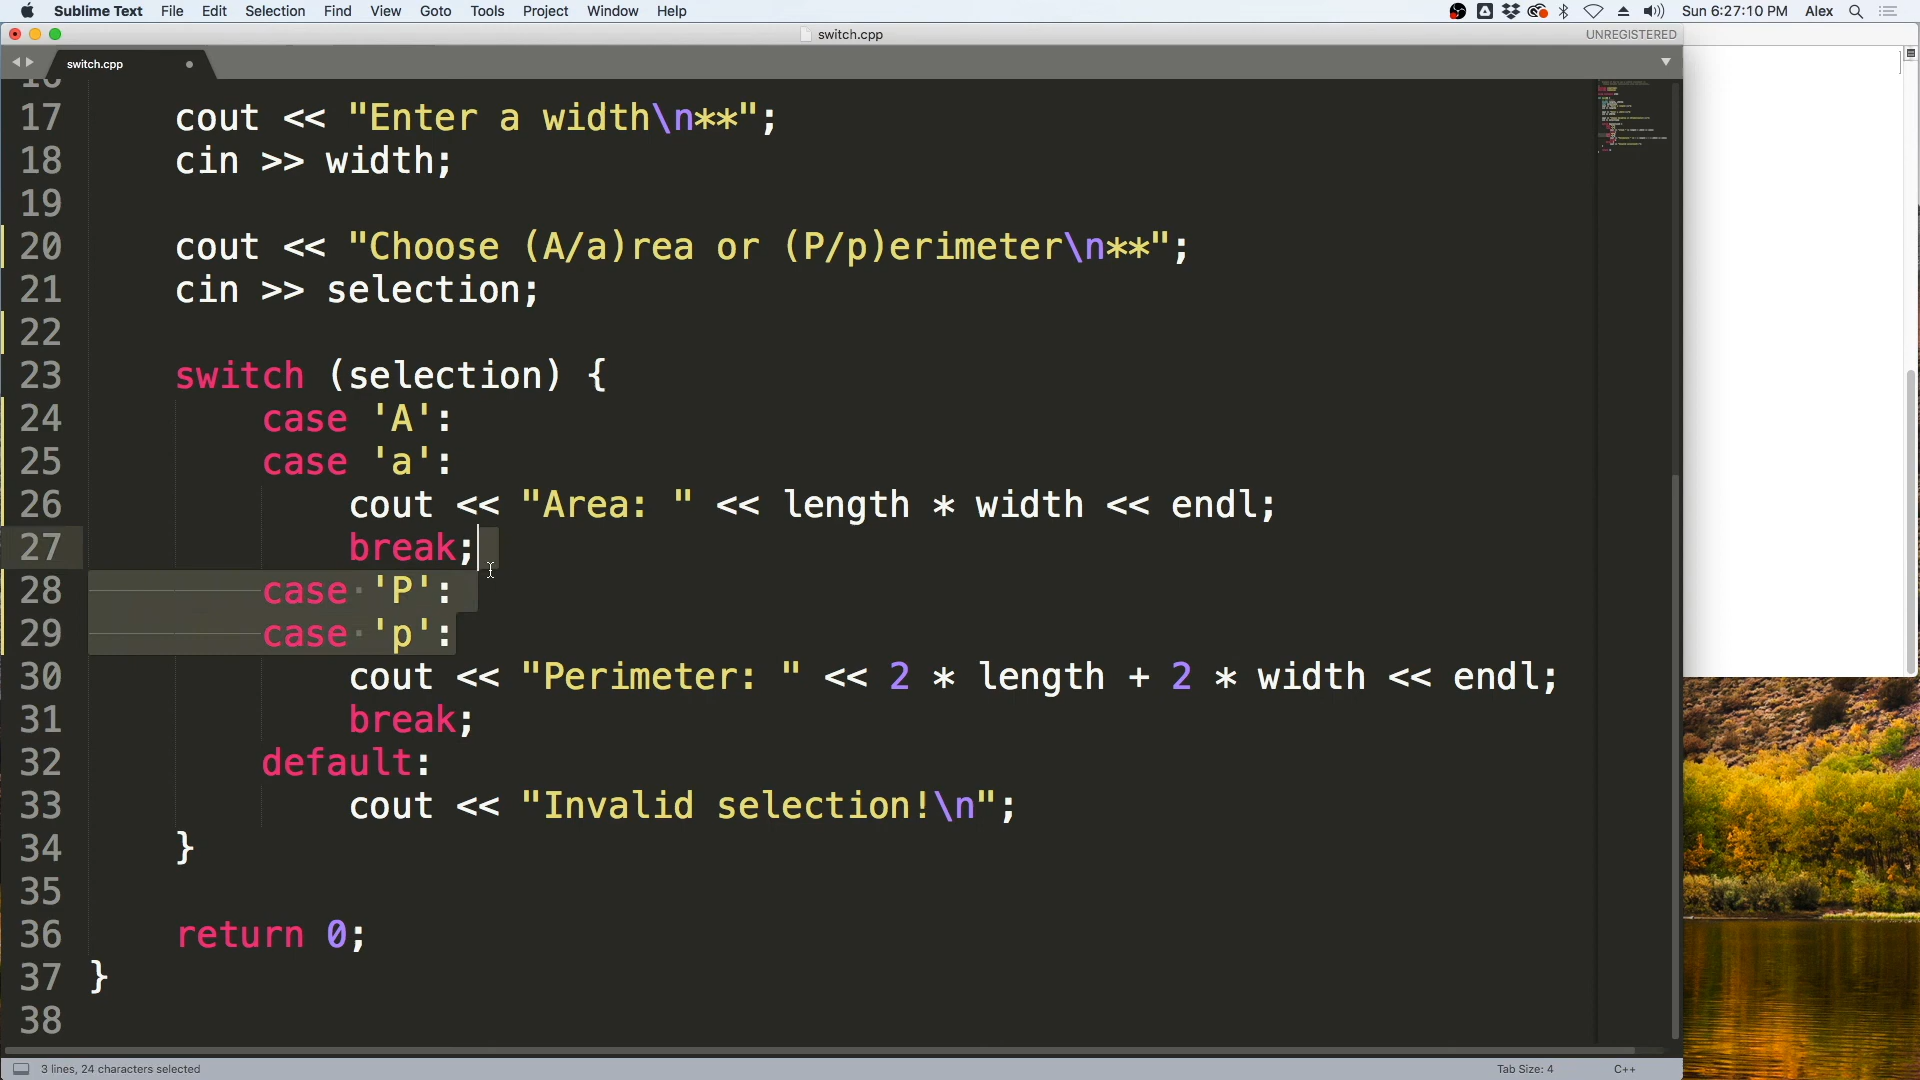 Sublime Text File Edit Selection Find View Goto Tools Project Window Help Sun 6:27:10 PM Alex
switch.cpp UNREGISTERED
switch.cpp
16
17 cout << "Enter a width\n**";
18 cin >> width;
19
20 cout << "Choose (A/a)rea or (P/p)erimeter\n**";
21 cin >> selection;
22
23 switch (selection) {
24 case 'A':
25 case 'a':
26 cout << "Area: " << length * width << endl;
27 break;
28 case 'P':
29 case 'p':
30 cout << "Perimeter: " << 2 * length + 2 * width << endl;
31 break;
32 default:
33 cout << "Invalid selection!\n";
34 }
35
36 return 0;
37 }
38
3 lines, 24 characters selected Tab Size: 4 C++